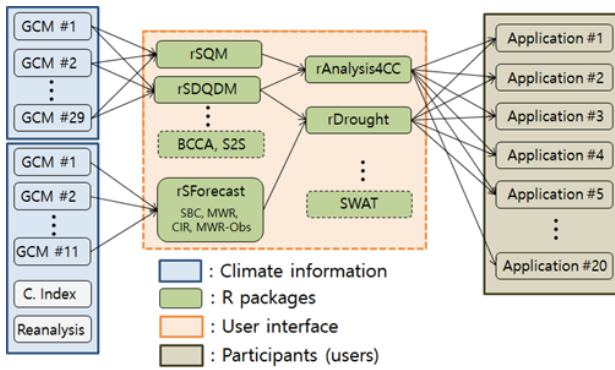 GCM #1
GCM #2
GCM #29
GCM #1
GCM #2
GCM #11
C. Index
Reanalysis
rSQM
rSDQDM
BCCA, S2S
rSForecast
SBC, MWR,
CIR, MWR-Obs
rAnalysis4CC
rDrought
SWAT
Application #1
Application #2
Application #3
Application #4
Application #5
Application #20
: Climate information
: R packages
: User interface
: Participants (users)